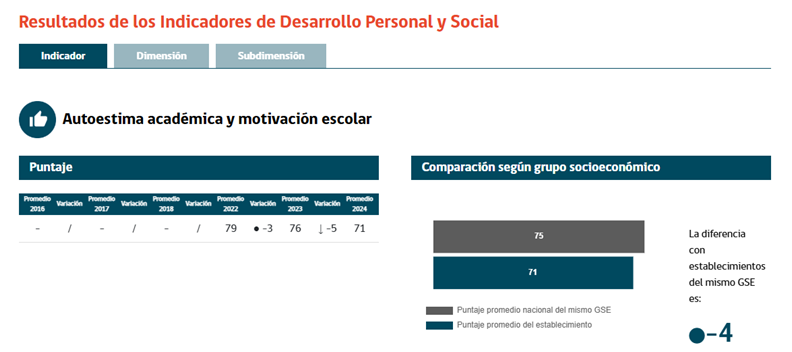 Resultados de los Indicadores de Desarrollo Personal y Social
Indicador
Dimensión
Subdimensión
Autoestima académica y motivación escolar
Puntaje
Promedio 2016 Variación Promedio 2017 Variación Promedio 2018 Variación Promedio 2022 Variación Promedio 2023 Variación Promedio 2024
- / - / - / 79 ● -3 76 ↓ -5 71
Comparación según grupo socioeconómico
75
71
Puntaje promedio nacional del mismo GSE
Puntaje promedio del establecimiento
La diferencia
con
establecimientos
del mismo GSE
es:
●-4